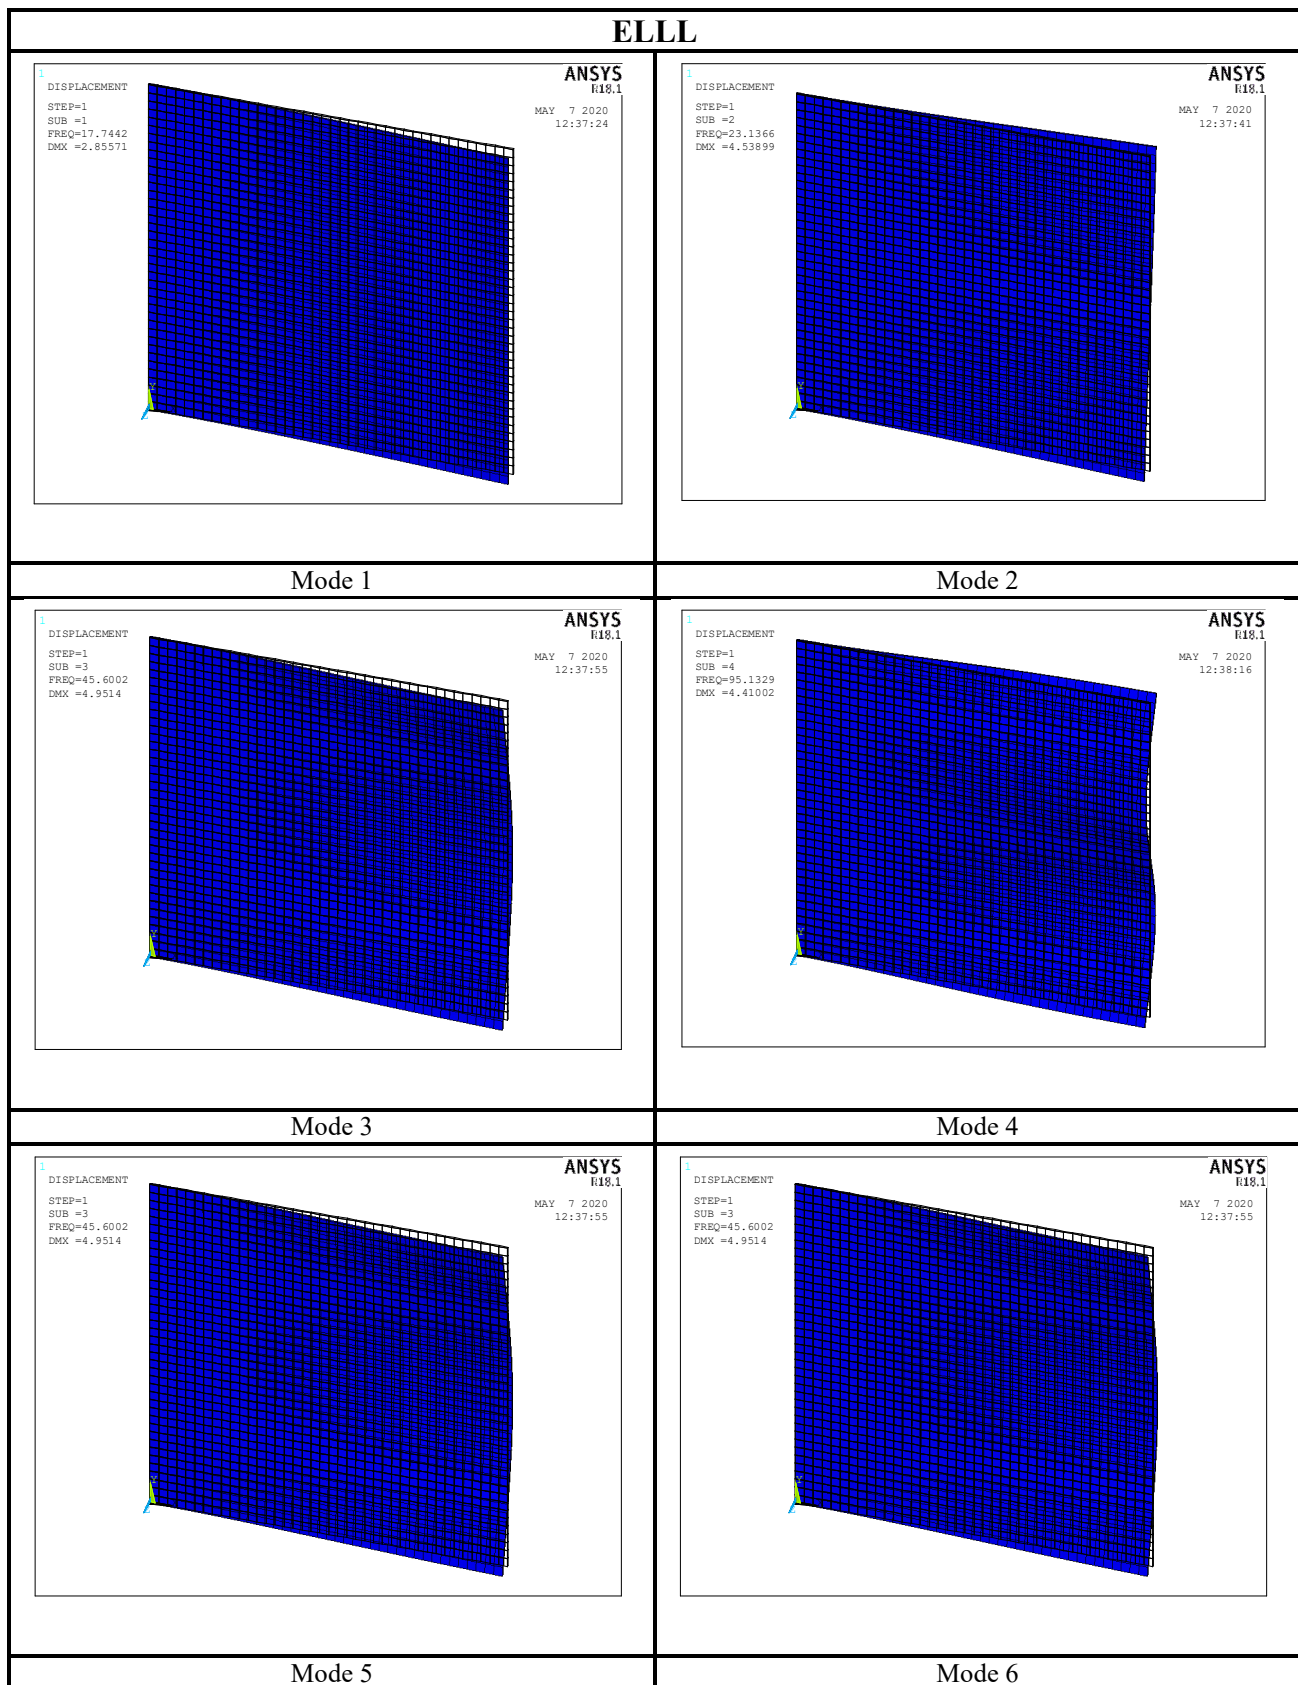 ELLL
1
ANSYS
R18.1
DISPLACEMENT
STEP=1
SUB =1
FREQ=17.7442
DMX =2.85571
MAY 7 2020
12:37:24
Y
Z
1
ANSYS
R18.1
DISPLACEMENT
STEP=1
SUB =2
FREQ=23.1366
DMX =4.53899
MAY 7 2020
12:37:41
Y
Z
Mode 1
Mode 2
1
ANSYS
R18.1
DISPLACEMENT
STEP=1
SUB =3
FREQ=45.6002
DMX =4.9514
MAY 7 2020
12:37:55
Y
Z
1
ANSYS
R18.1
DISPLACEMENT
STEP=1
SUB =4
FREQ=95.1329
DMX =4.41002
MAY 7 2020
12:38:16
Y
Z
Mode 3
Mode 4
1
ANSYS
R18.1
DISPLACEMENT
STEP=1
SUB =3
FREQ=45.6002
DMX =4.9514
MAY 7 2020
12:37:55
Y
Z
1
ANSYS
R18.1
DISPLACEMENT
STEP=1
SUB =3
FREQ=45.6002
DMX =4.9514
MAY 7 2020
12:37:55
Y
Z
Mode 5
Mode 6